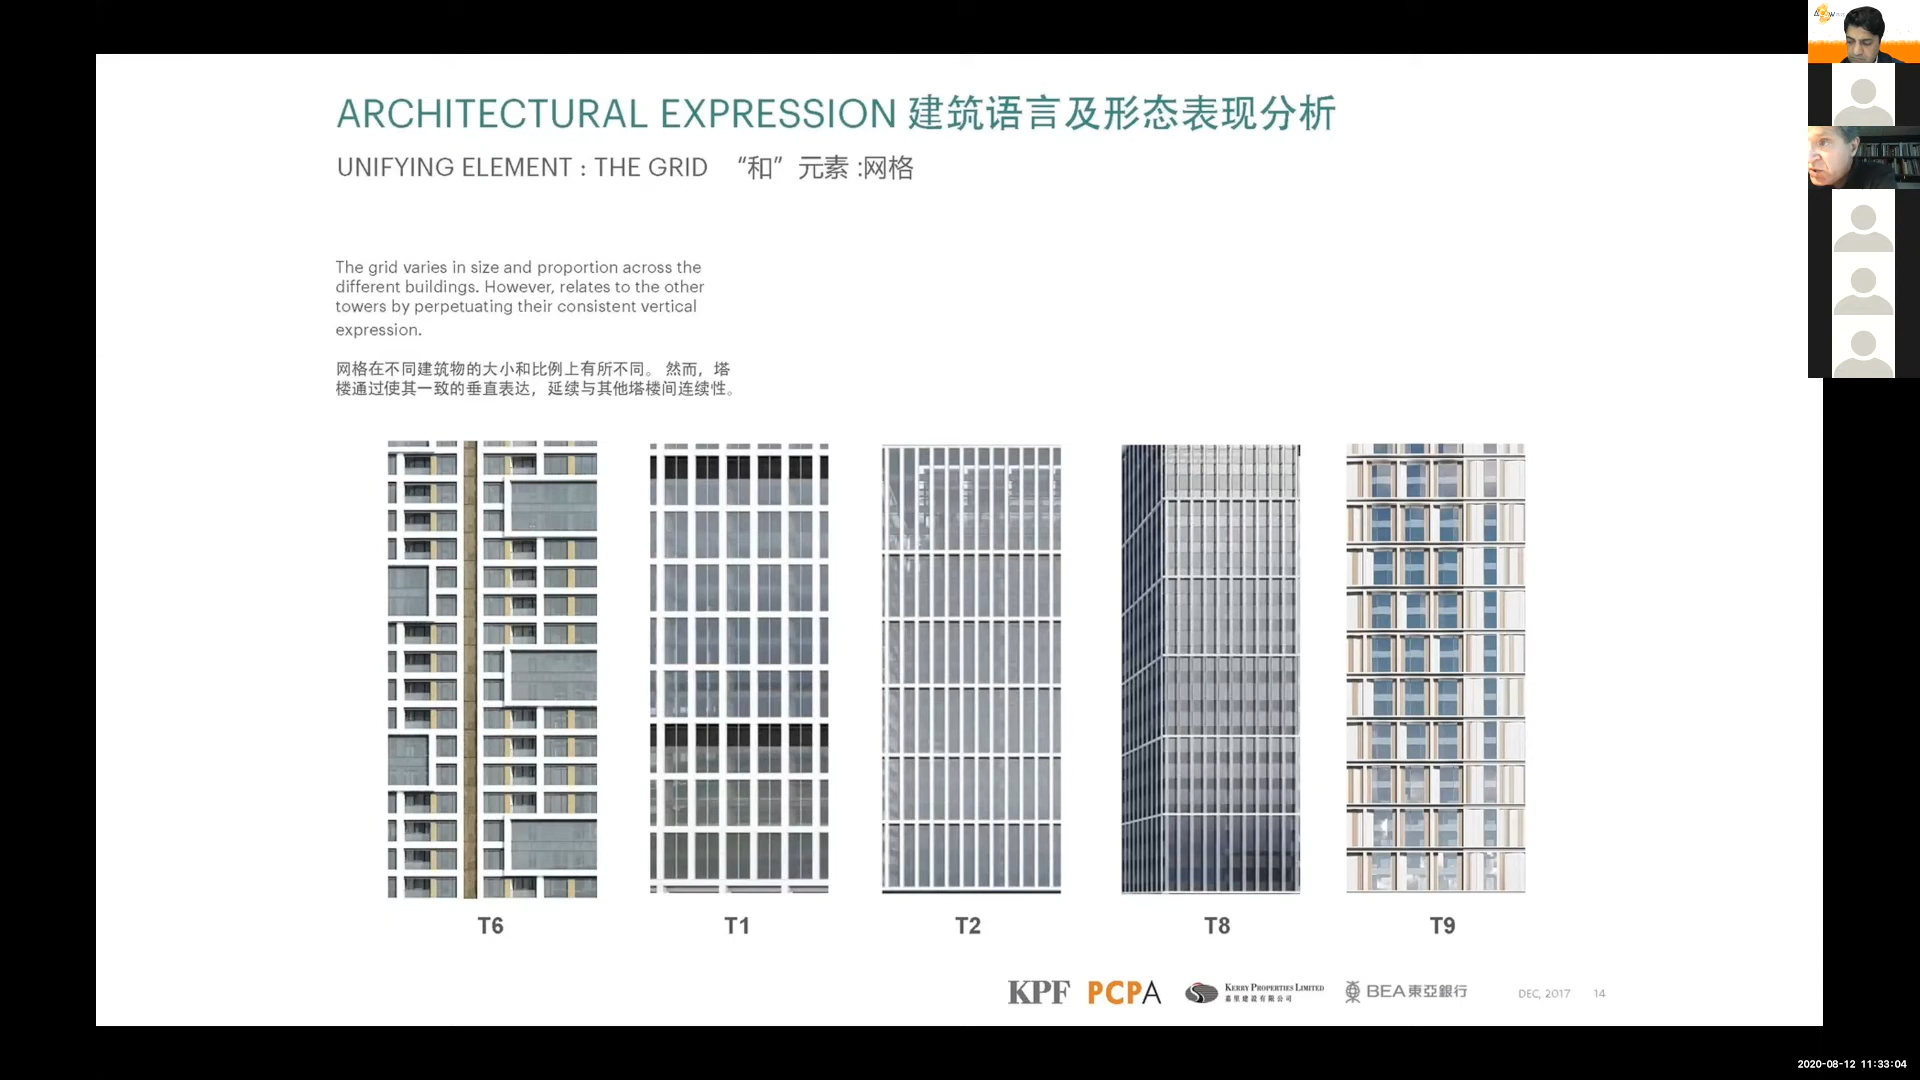 ARCHITECTURAL EXPRESSION 建筑语言及形态表现分析
UNIFYING ELEMENT : THE GRID “和”元素 :网格
The grid varies in size and proportion across the
different buildings. However, relates to the other
towers by perpetuating their consistent vertical
expression.
网格在不同建筑物的大小和比例上有所不同。 然而，塔
楼通过使其一致的垂直表达，延续与其他塔楼间连续性。
T6
T1
T2
T8
T9
KPF
PCPA
KERRY PROPERTIES LIMITED
嘉里建設有限公司
BEA東亞銀行
DEC, 2017
14
2020-08-12 11:33:04